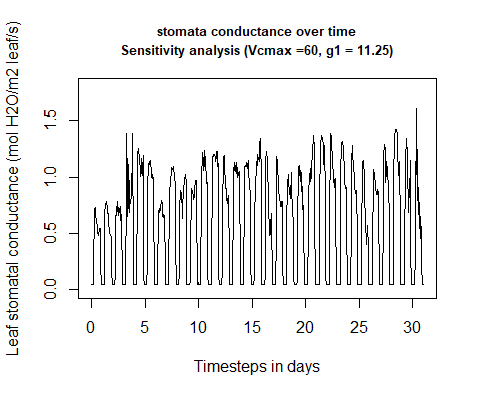 stomata conductance over time
Sensitivity analysis (Vcmax =60, g1 = 11.25)
Leaf stomatal conductance (mol H2O/m2 leaf/s)
1.5
1.0
0.5
0.0
0 5 10 15 20 25 30
Timesteps in days